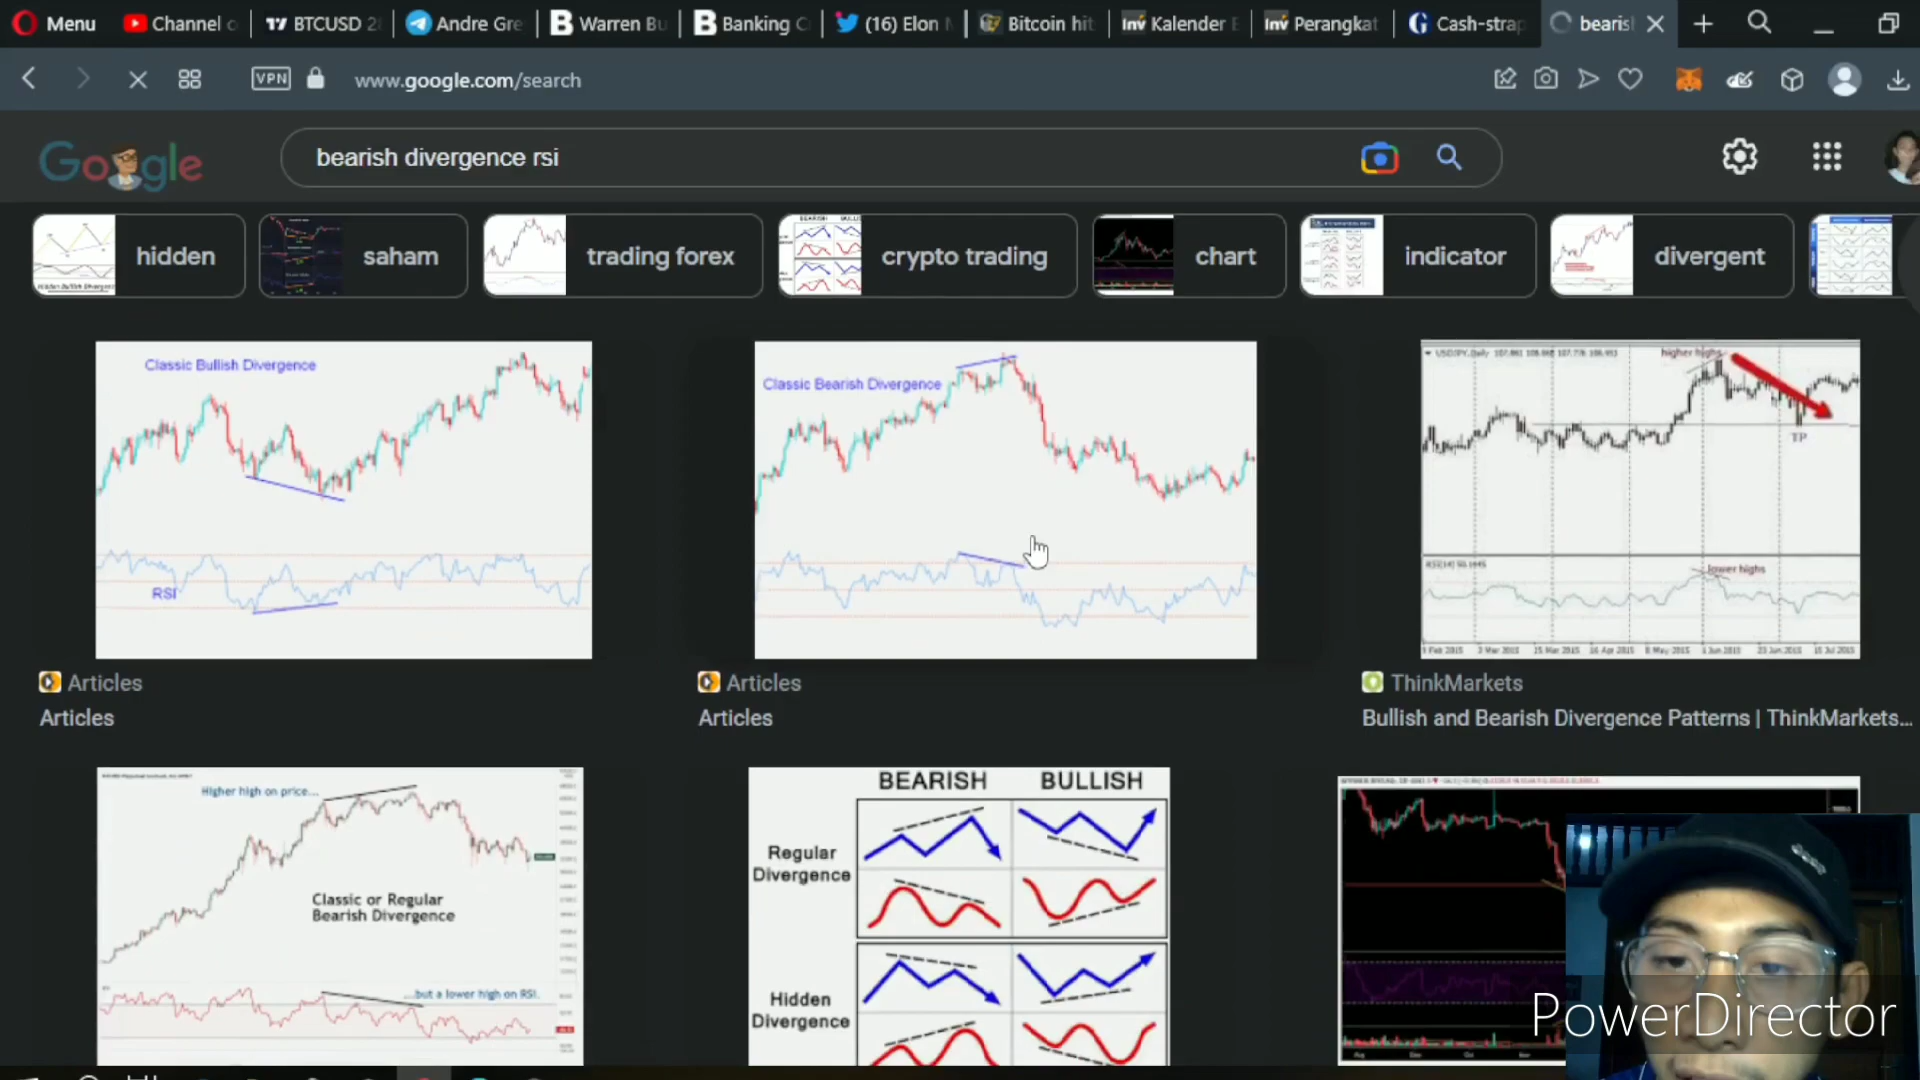 Menu
Channel
BTCUSD
Andre Gre
Warren Bu
Banking
(16) Elon
Bitcoin hit
Kalender
Perangkat
Cash-strap
bearis
VPN
www.google.com/search
Google
bearish divergence rsi
hidden
saham
trading forex
crypto trading
chart
indicator
divergent
Classic Bullish Divergence
RSI
Classic Bearish Divergence
higher highs
TP
lower highs
Articles
Articles
Articles
Articles
ThinkMarkets
Bullish and Bearish Divergence Patterns | ThinkMarkets...
Higher high on price...
Classic or Regular
Bearish Divergence
...but a lower high on RSI.
BEARISH
BULLISH
Regular
Divergence
Hidden
Divergence
PowerDirector